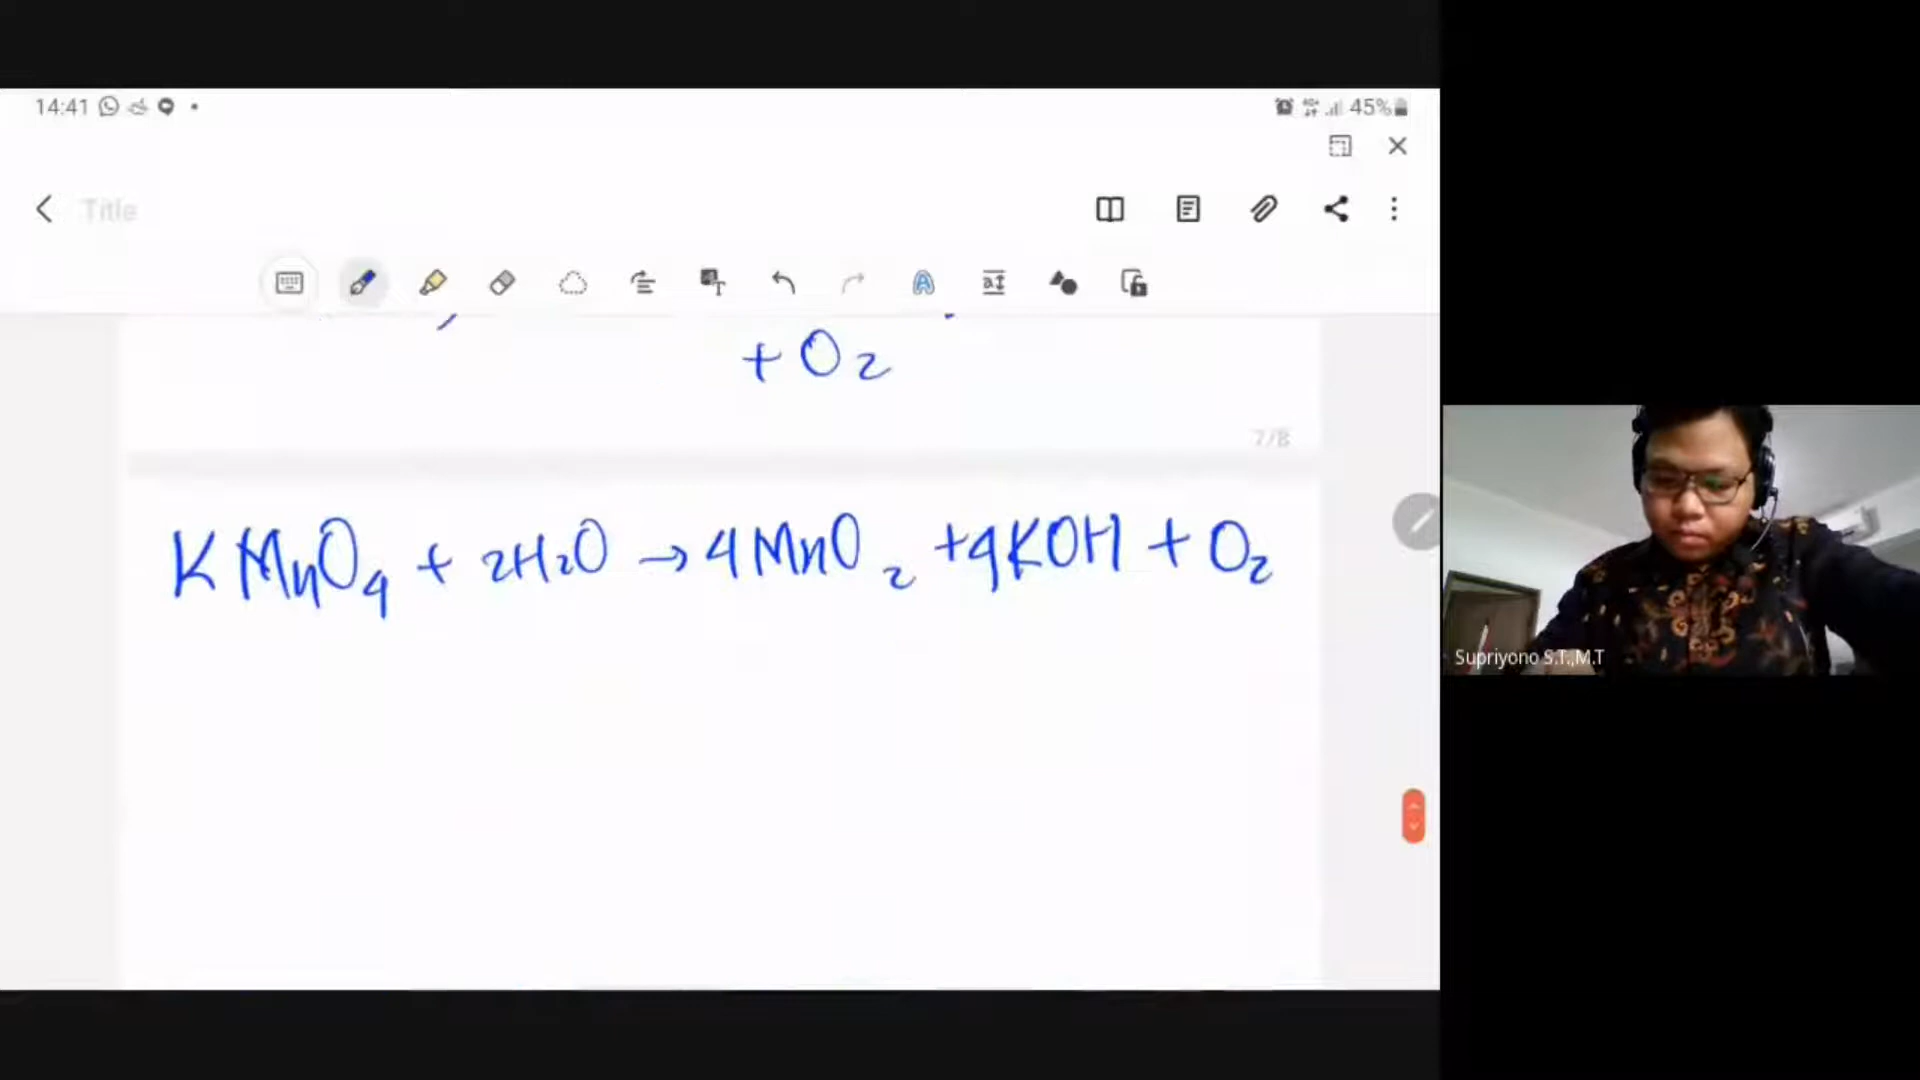 14:41 45%
Title
+ O2
7/8
KMnO4 + 2H2O → 4MnO2 + 4KOH + O2
Supriyono S.T.,M.T